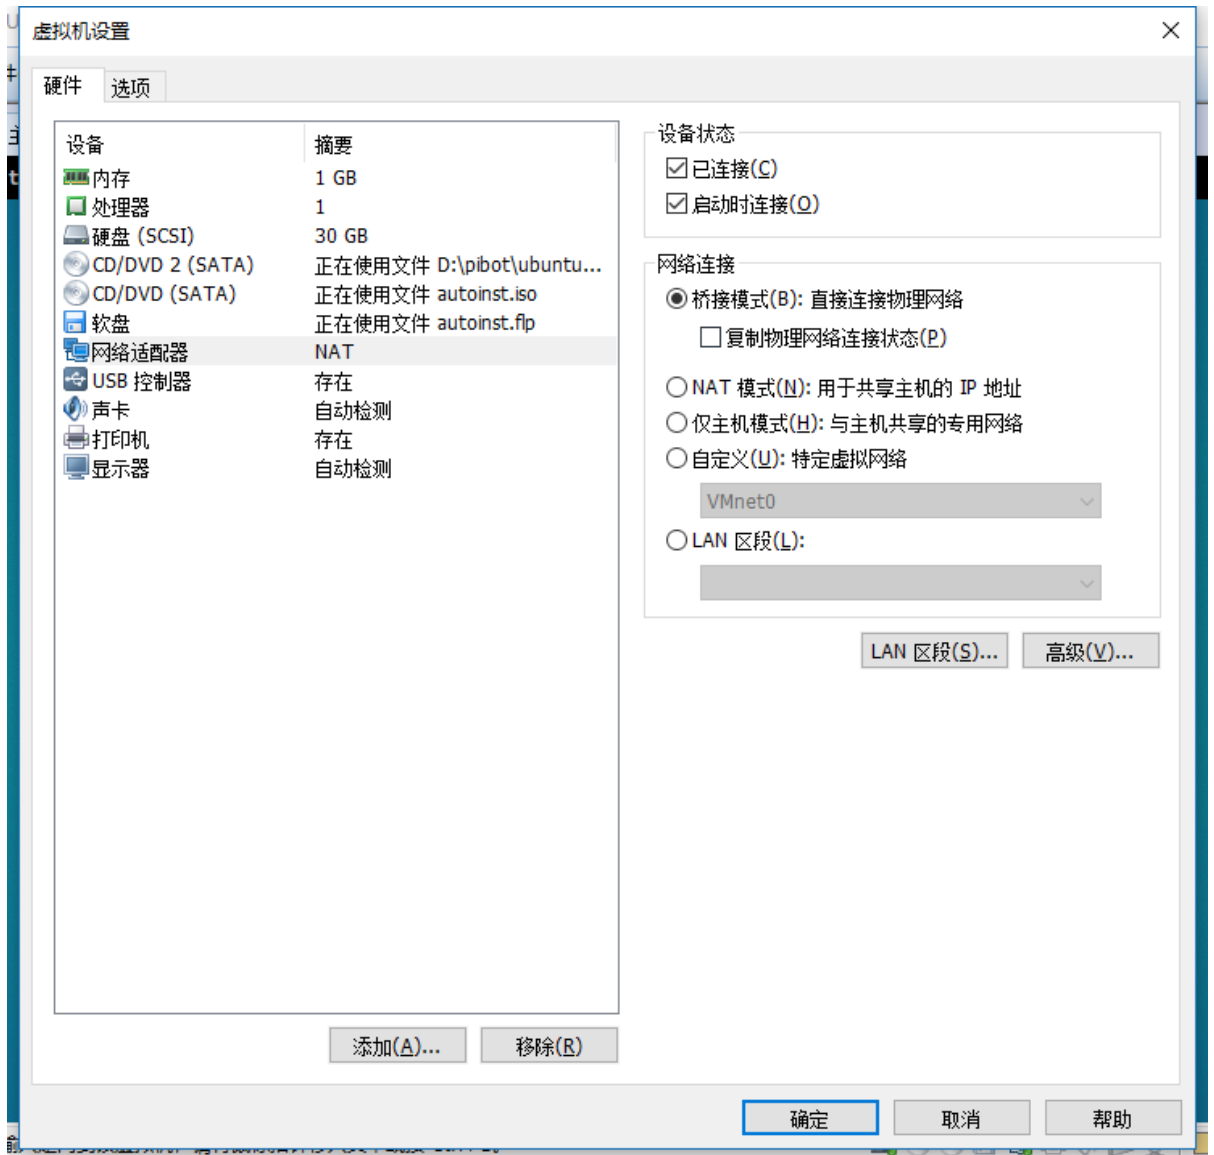 虚拟机设置
硬件 选项
设备 摘要
内存 1 GB
处理器 1
硬盘 (SCSI) 30 GB
CD/DVD 2 (SATA) 正在使用文件 D:\pibot\ubuntu...
CD/DVD (SATA) 正在使用文件 autoinst.iso
软盘 正在使用文件 autoinst.flp
网络适配器 NAT
USB 控制器 存在
声卡 自动检测
打印机 存在
显示器 自动检测
添加(A)... 移除(R)
设备状态
已连接(C)
启动时连接(O)
网络连接
桥接模式(B): 直接连接物理网络
复制物理网络连接状态(P)
NAT 模式(N): 用于共享主机的 IP 地址
仅主机模式(H): 与主机共享的专用网络
自定义(U): 特定虚拟网络
VMnet0
LAN 区段(L):
LAN 区段(S)... 高级(V)...
确定 取消 帮助